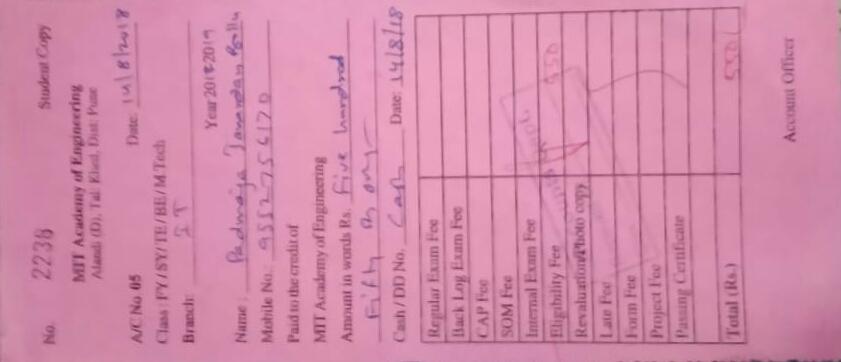 No. 2238 Student Copy
MIT Academy of Engineering
Alandi (D), Tal: Khed, Dist: Pune
A/C No 05 Date: 14/8/2018
Class : FY / SY / TE / BE / M.Tech
Branch: IT Year 2018 2019
Name : Padmaja Janardan
Mobile No.: 9552756170
Paid to the credit of
MIT Academy of Engineering
Amount in words Rs. five hundred
Fifty Rs only
Cash / DD No. Cash Date: 14/8/18
Regular Exam Fee
Back Log Exam Fee
CAP Fee
SOM Fee
Internal Exam Fee
Eligibility Fee 550
Revaluation/Photo copy
Late Fee
Form Fee
Project Fee
Passing Certificate
Total (Rs.) 550/
Account Officer